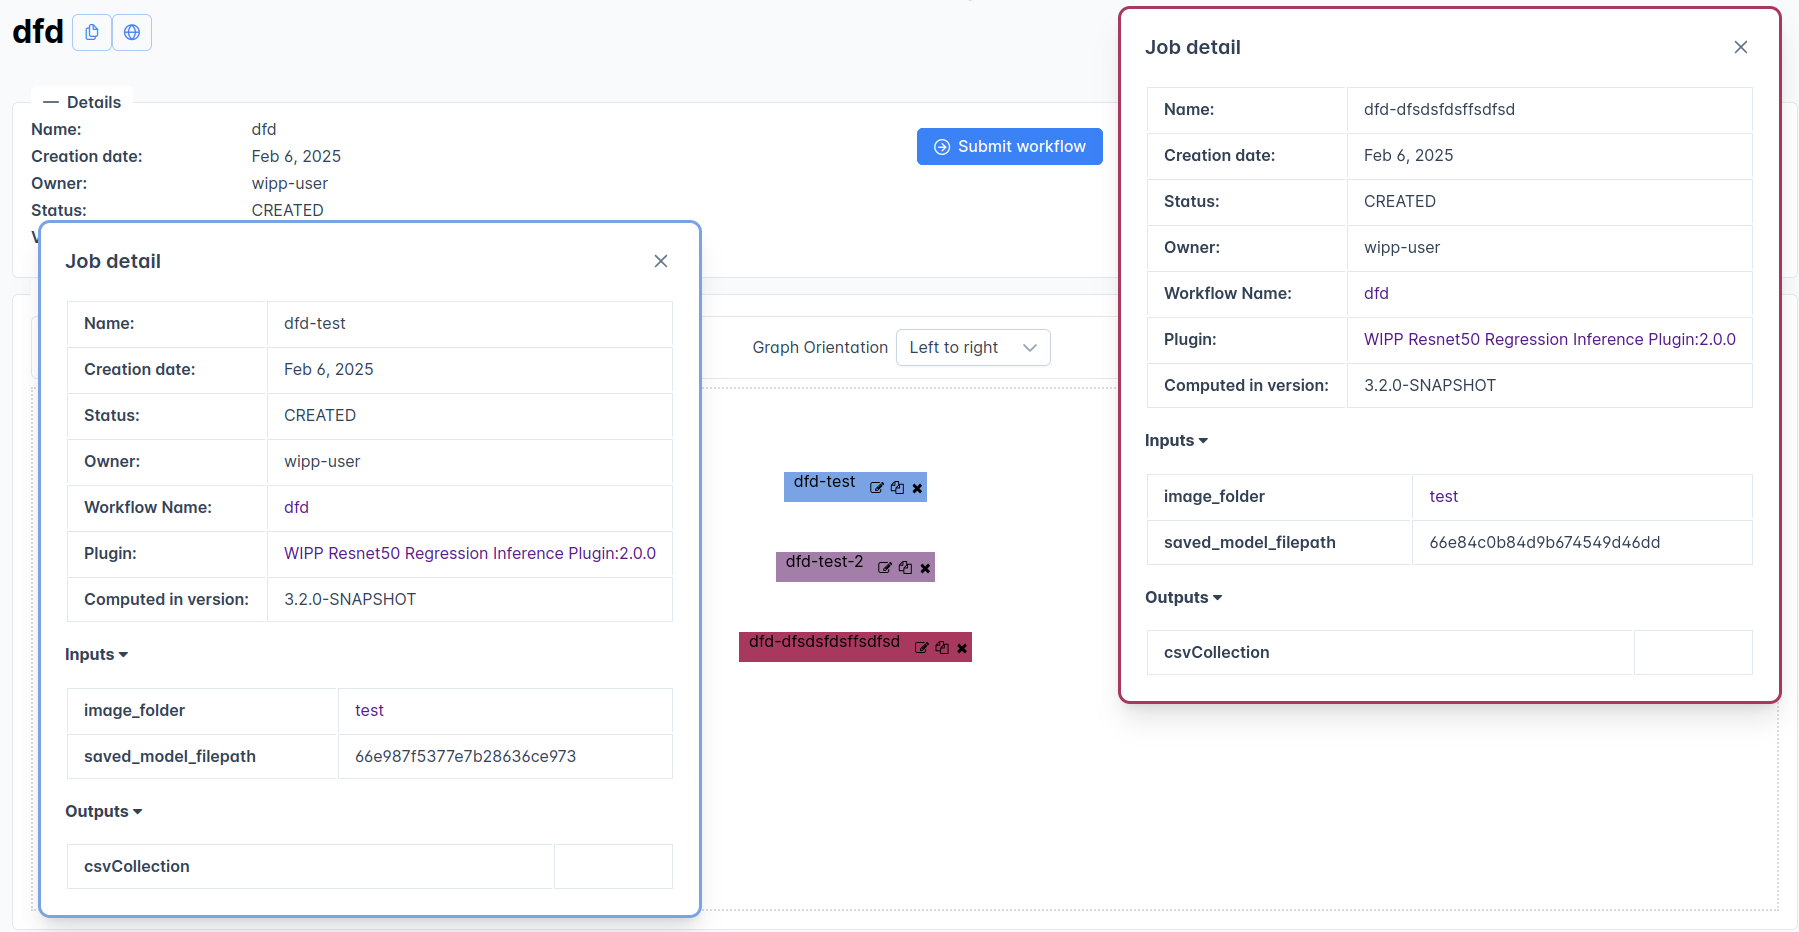 dfd
Details
Name: dfd
Creation date: Feb 6, 2025
Owner: wipp-user
Status: CREATED
Submit workflow
Graph Orientation Left to right
dfd-test
dfd-test-2
dfd-dfsdsfdsffsdfsd
Job detail
Name: dfd-test
Creation date: Feb 6, 2025
Status: CREATED
Owner: wipp-user
Workflow Name: dfd
Plugin: WIPP Resnet50 Regression Inference Plugin:2.0.0
Computed in version: 3.2.0-SNAPSHOT
Inputs
image_folder test
saved_model_filepath 66e987f5377e7b28636ce973
Outputs
csvCollection
Job detail
Name: dfd-dfsdsfdsffsdfsd
Creation date: Feb 6, 2025
Status: CREATED
Owner: wipp-user
Workflow Name: dfd
Plugin: WIPP Resnet50 Regression Inference Plugin:2.0.0
Computed in version: 3.2.0-SNAPSHOT
Inputs
image_folder test
saved_model_filepath 66e84c0b84d9b674549d46dd
Outputs
csvCollection